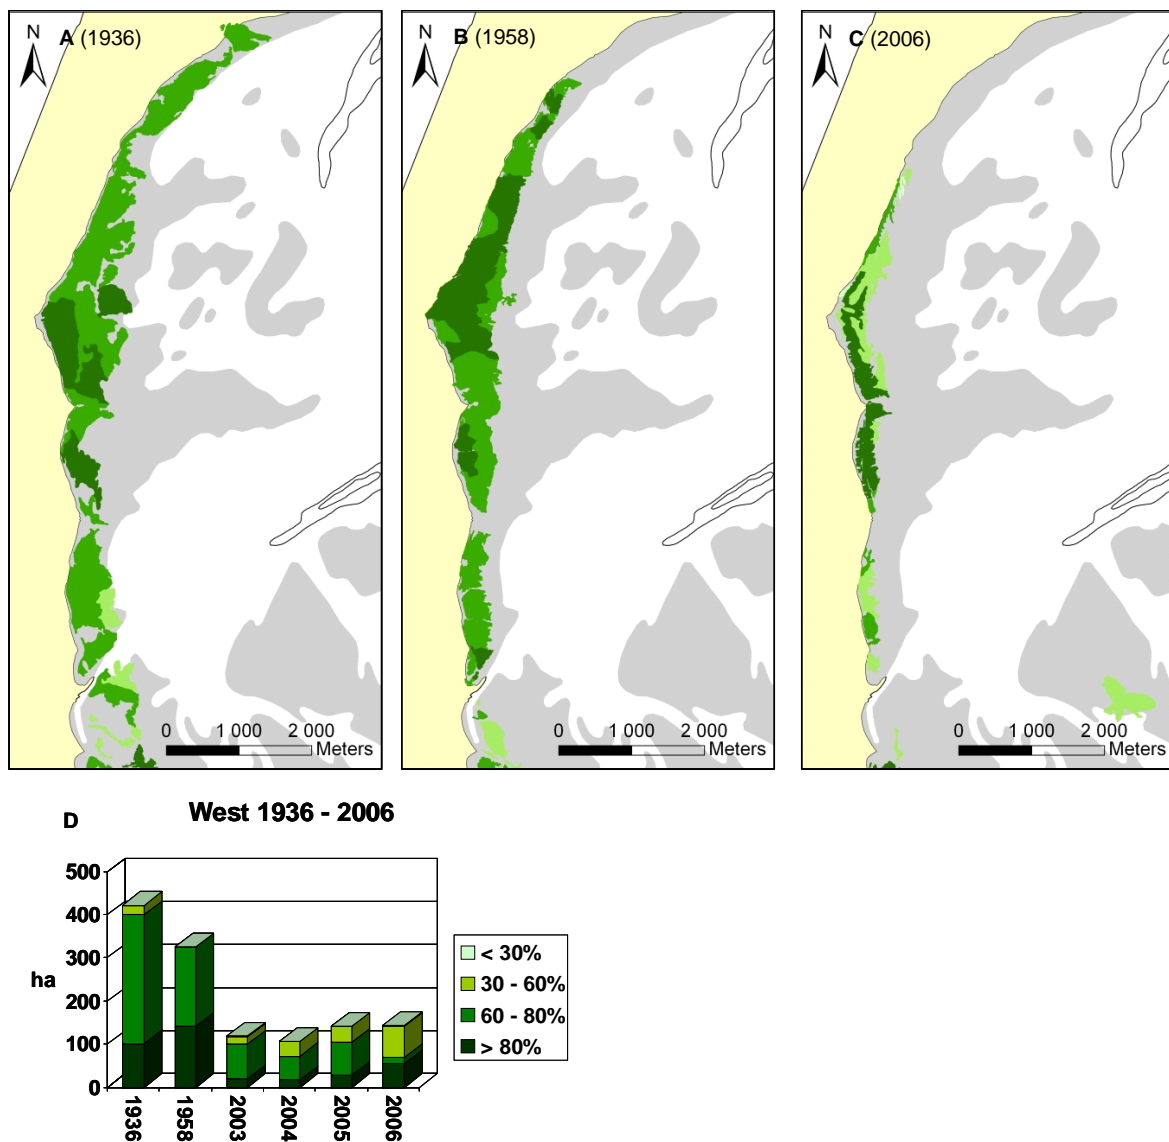 N
A (1936)
0 1 000 2 000
Meters
N
B (1958)
0 1 000 2 000
Meters
N
C (2006)
0 1 000 2 000
Meters
D
West 1936 - 2006
500
400
300
200
100
0
ha
1936
1958
2003
2004
2005
2006
< 30%
30 - 60%
60 - 80%
> 80%